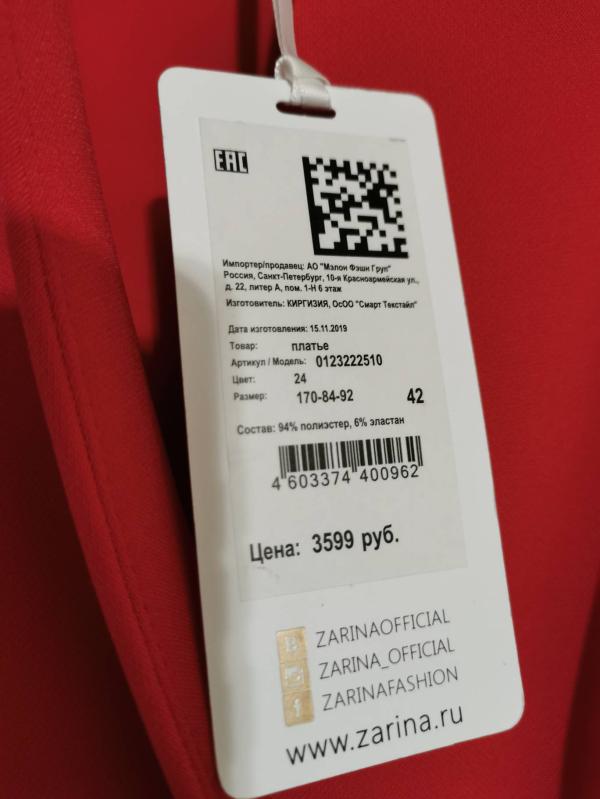 EAC
Импортер/продавец: АО "Мэлон Фэшн Груп"
Россия, Санкт-Петербург, 10-я Красноармейская ул.,
д. 22, литер А, пом. 1-Н 6 этаж
Изготовитель: КИРГИЗИЯ, ОсОО "Смарт Текстайл"
Дата изготовления: 15.11.2019
Товар: платье
Артикул / Модель: 0123222510
Цвет: 24
Размер: 170-84-92 42
Состав: 94% полиэстер, 6% эластан
4 603374 400962
Цена: 3599 руб.
ZARINAOFFICIAL
ZARINA_OFFICIAL
f ZARINAFASHION
www.zarina.ru